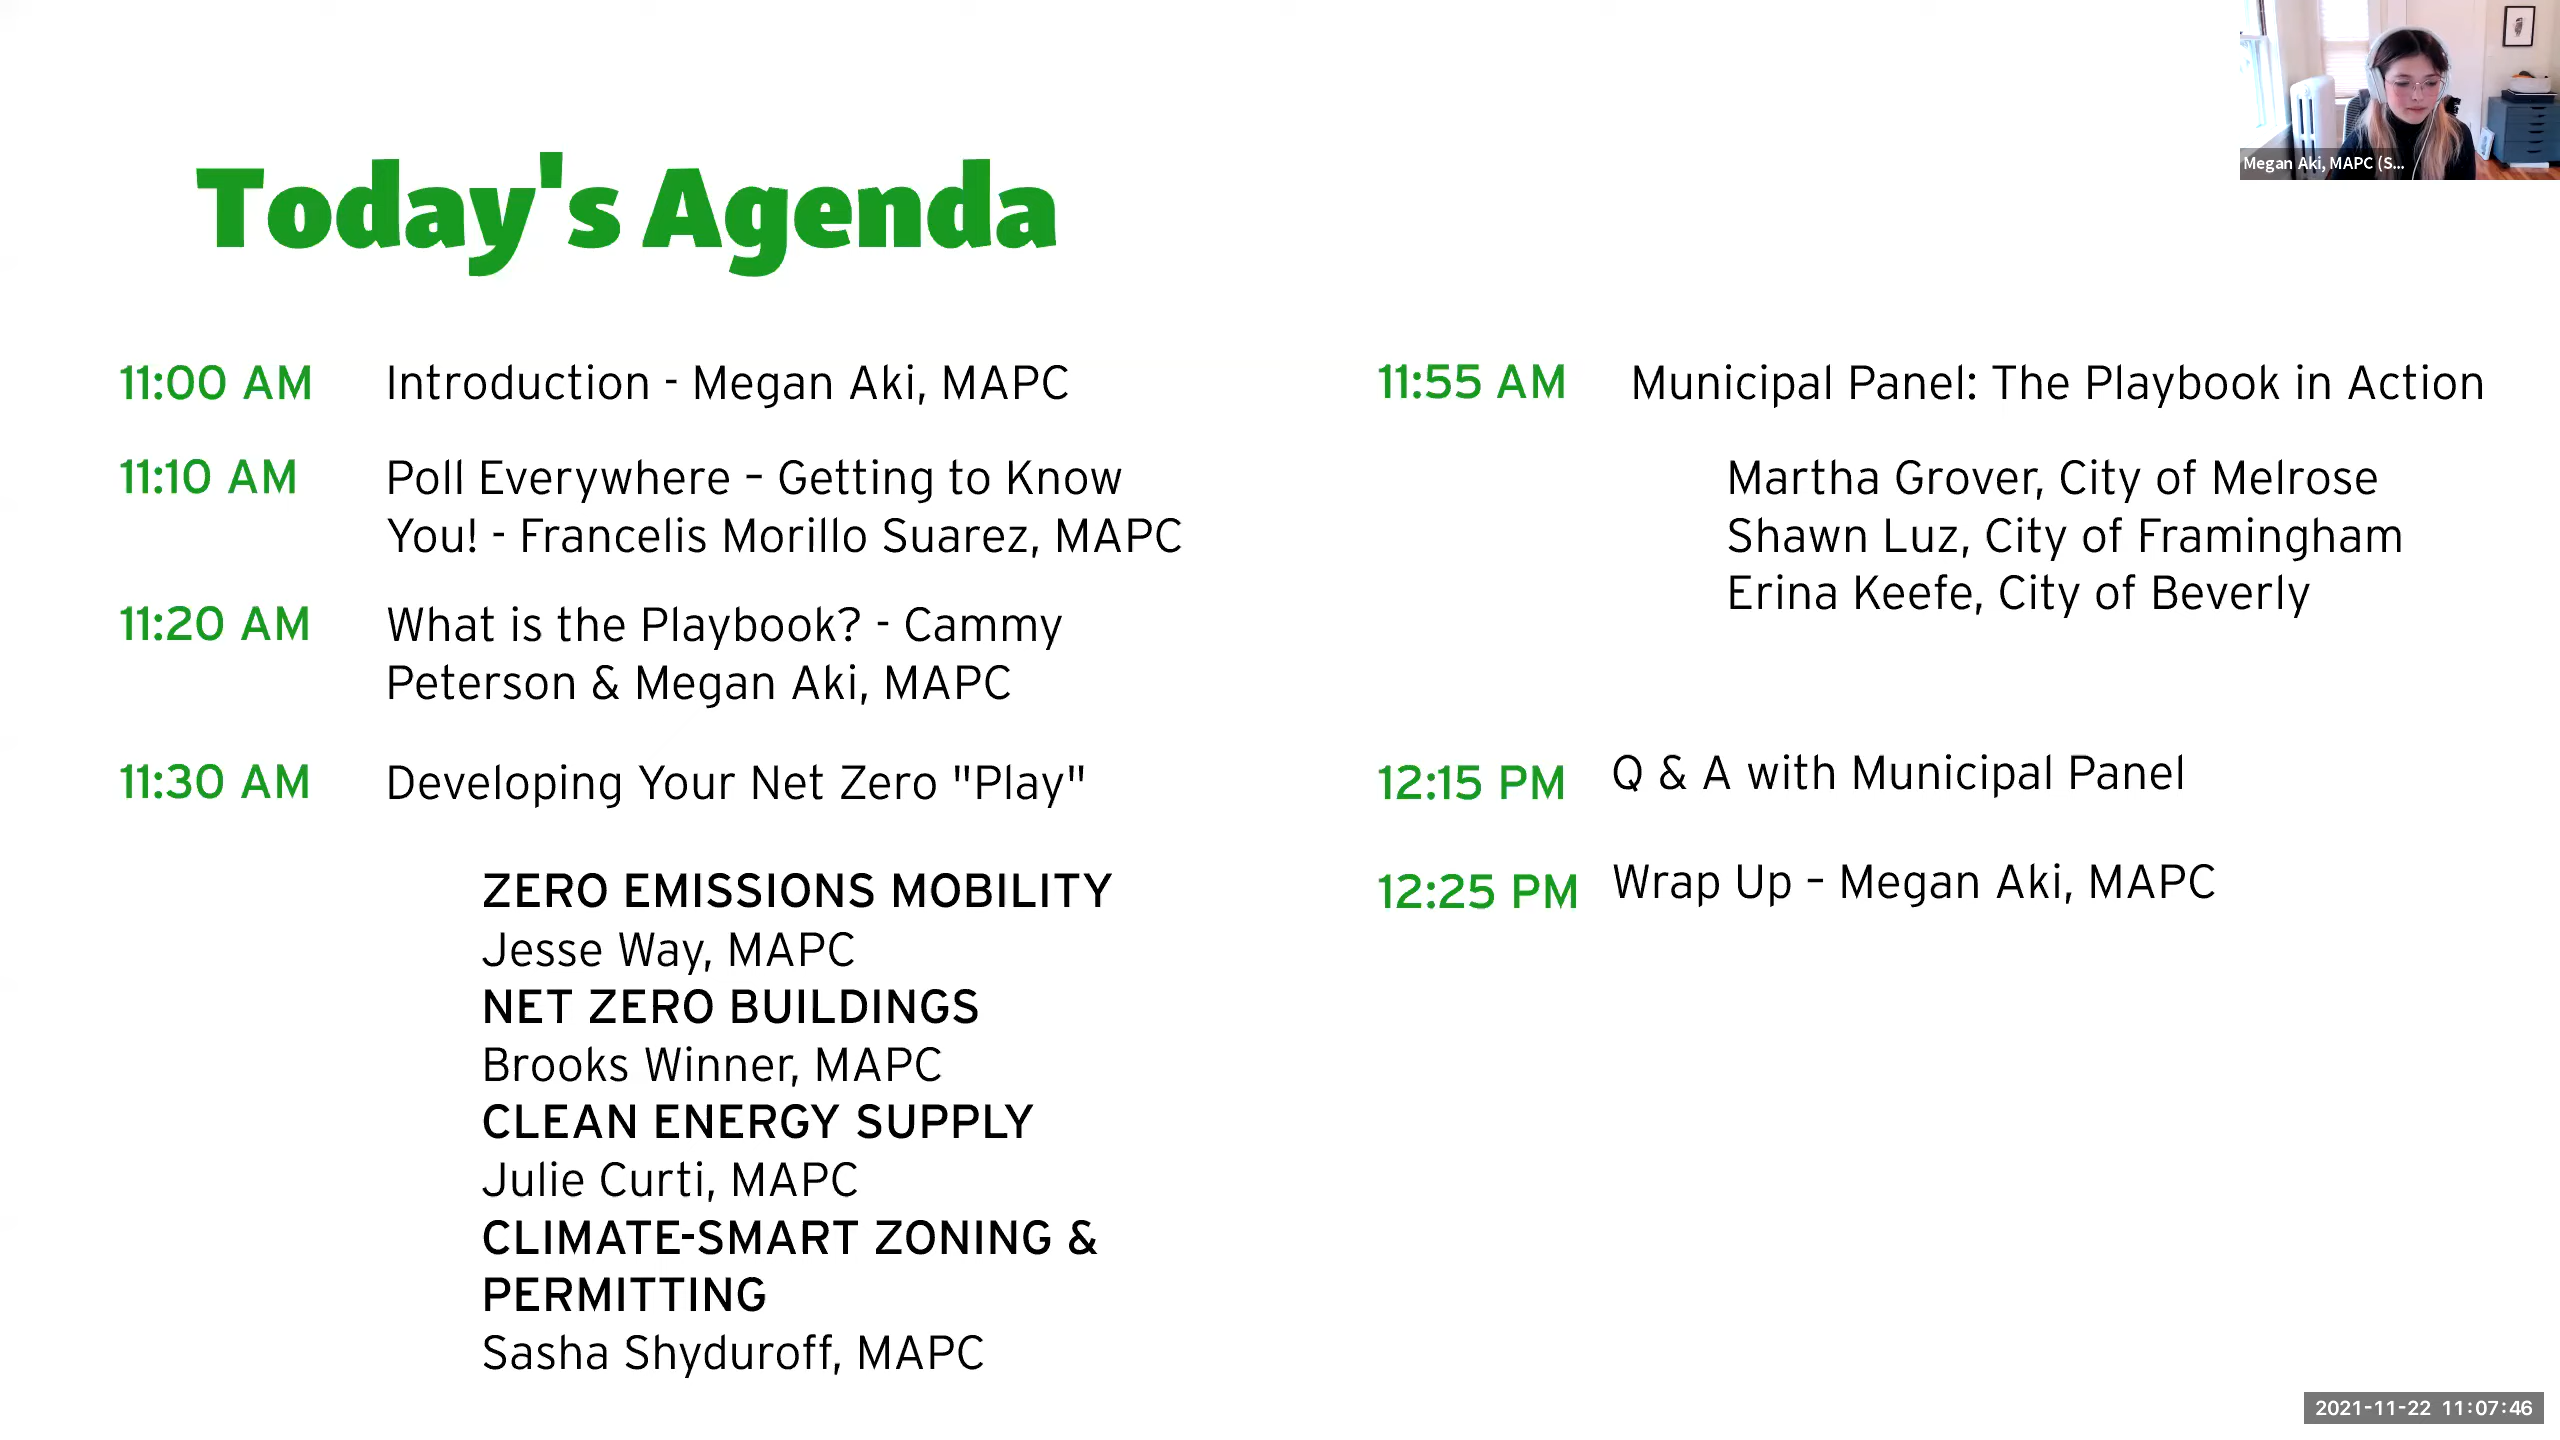 Today's Agenda
11:00 AM Introduction - Megan Aki, MAPC
11:10 AM Poll Everywhere – Getting to Know
You! - Francelis Morillo Suarez, MAPC
11:20 AM What is the Playbook? - Cammy
Peterson & Megan Aki, MAPC
11:30 AM Developing Your Net Zero "Play"
ZERO EMISSIONS MOBILITY
Jesse Way, MAPC
NET ZERO BUILDINGS
Brooks Winner, MAPC
CLEAN ENERGY SUPPLY
Julie Curti, MAPC
CLIMATE-SMART ZONING &
PERMITTING
Sasha Shyduroff, MAPC
11:55 AM Municipal Panel: The Playbook in Action
Martha Grover, City of Melrose
Shawn Luz, City of Framingham
Erina Keefe, City of Beverly
12:15 PM Q & A with Municipal Panel
12:25 PM Wrap Up – Megan Aki, MAPC
Megan Aki, MAPC (S...
2021-11-22 11:07:46